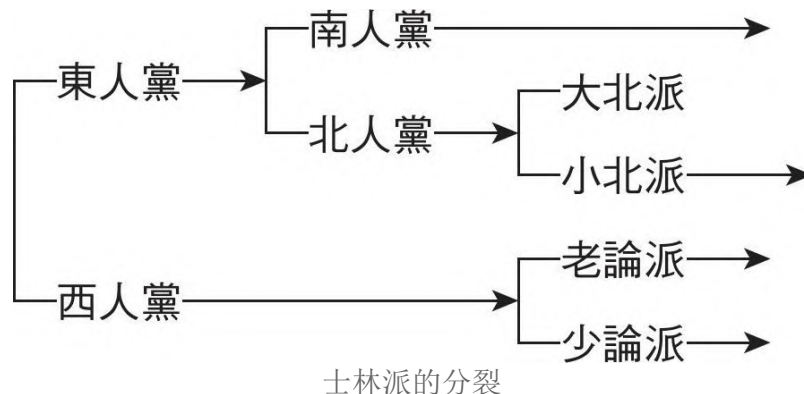 南人黨
東人黨
大北派
北人黨
小北派
老論派
西人黨
少論派
士林派的分裂